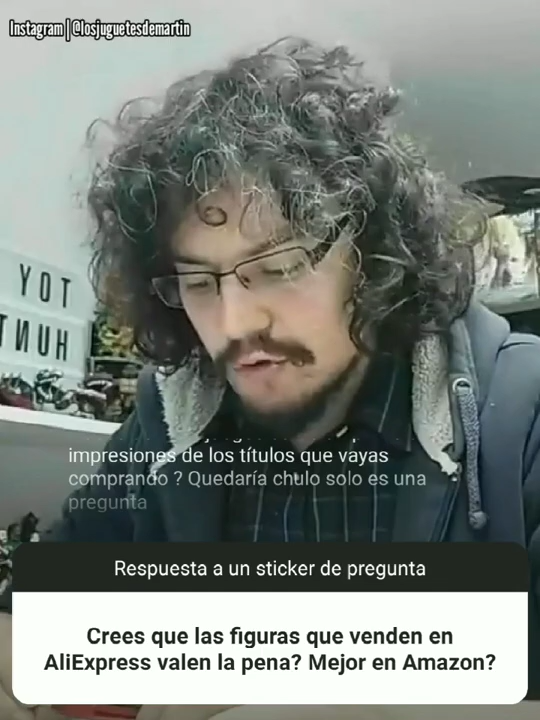 Instagram | @losjuguetesdemartin
TOY
HUNT
impresiones de los títulos que vayas
comprando ? Quedaría chulo solo es una
pregunta
Respuesta a un sticker de pregunta
Crees que las figuras que venden en
AliExpress valen la pena? Mejor en Amazon?